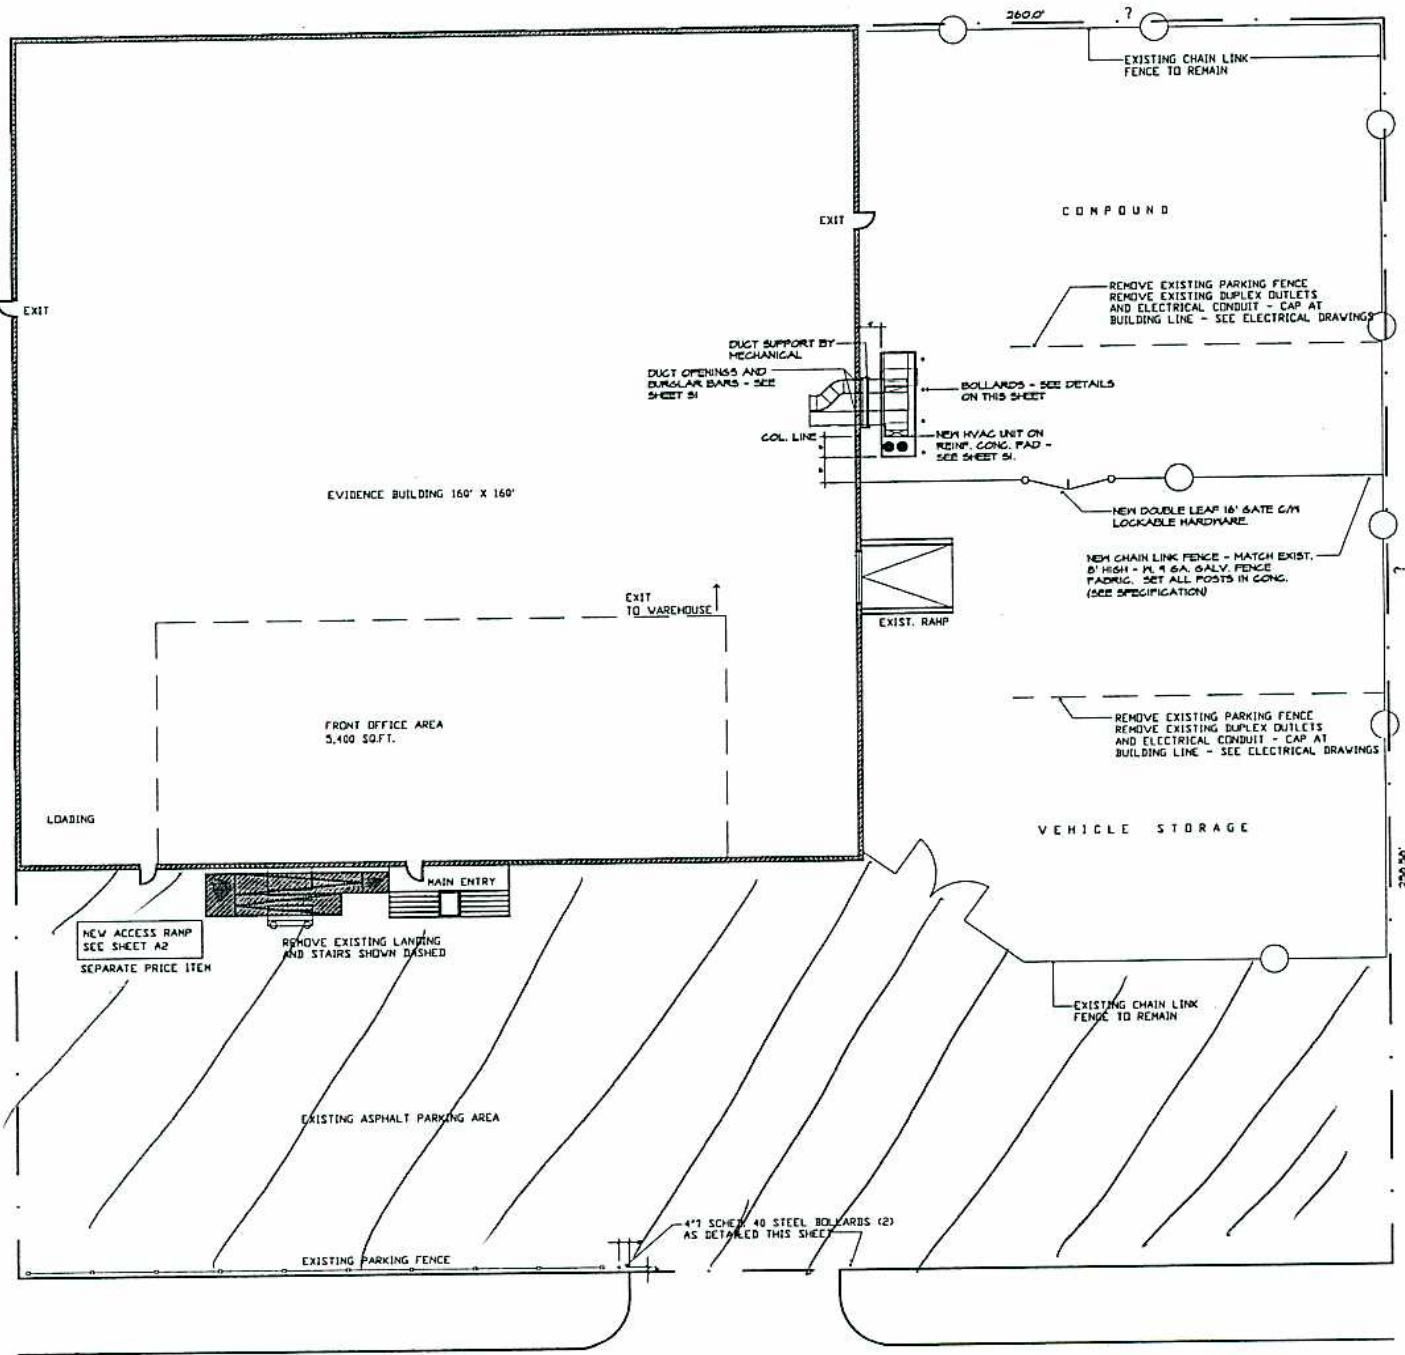 260.0'
?
EXISTING CHAIN LINK
FENCE TO REMAIN
COMPOUND
EXIT
EXIT
REMOVE EXISTING PARKING FENCE
REMOVE EXISTING DUPLEX OUTLETS
AND ELECTRICAL CONDUIT - CAP AT
BUILDING LINE - SEE ELECTRICAL DRAWINGS
DUCT SUPPORT BY
MECHANICAL
DUCT OPENINGS AND
BURGLAR BARS - SEE
SHEET S1
BOLLARDS - SEE DETAILS
ON THIS SHEET
COL. LINE
NEW HVAC UNIT ON
REINF. CONC. PAD -
SEE SHEET S1.
EVIDENCE BUILDING 160' X 160'
NEW DOUBLE LEAF 16' GATE C/W
LOCKABLE HARDWARE
NEW CHAIN LINK FENCE - MATCH EXIST.
8' HIGH - W. 9 GA. GALV. FENCE
FABRIC. SET ALL POSTS IN CONC.
(SEE SPECIFICATION)
?
EXIT
TO WAREHOUSE
EXIST. RAMP
FRONT OFFICE AREA
5,400 SQ.FT.
REMOVE EXISTING PARKING FENCE
REMOVE EXISTING DUPLEX OUTLETS
AND ELECTRICAL CONDUIT - CAP AT
BUILDING LINE - SEE ELECTRICAL DRAWINGS
LOADING
VEHICLE STORAGE
MAIN ENTRY
NEW ACCESS RAMP
SEE SHEET A2
SEPARATE PRICE ITEM
REMOVE EXISTING LANDING
AND STAIRS SHOWN DASHED
EXISTING CHAIN LINK
FENCE TO REMAIN
EXISTING ASPHALT PARKING AREA
4"? SCHED. 40 STEEL BOLLARDS (2)
AS DETAILED THIS SHEET
EXISTING PARKING FENCE